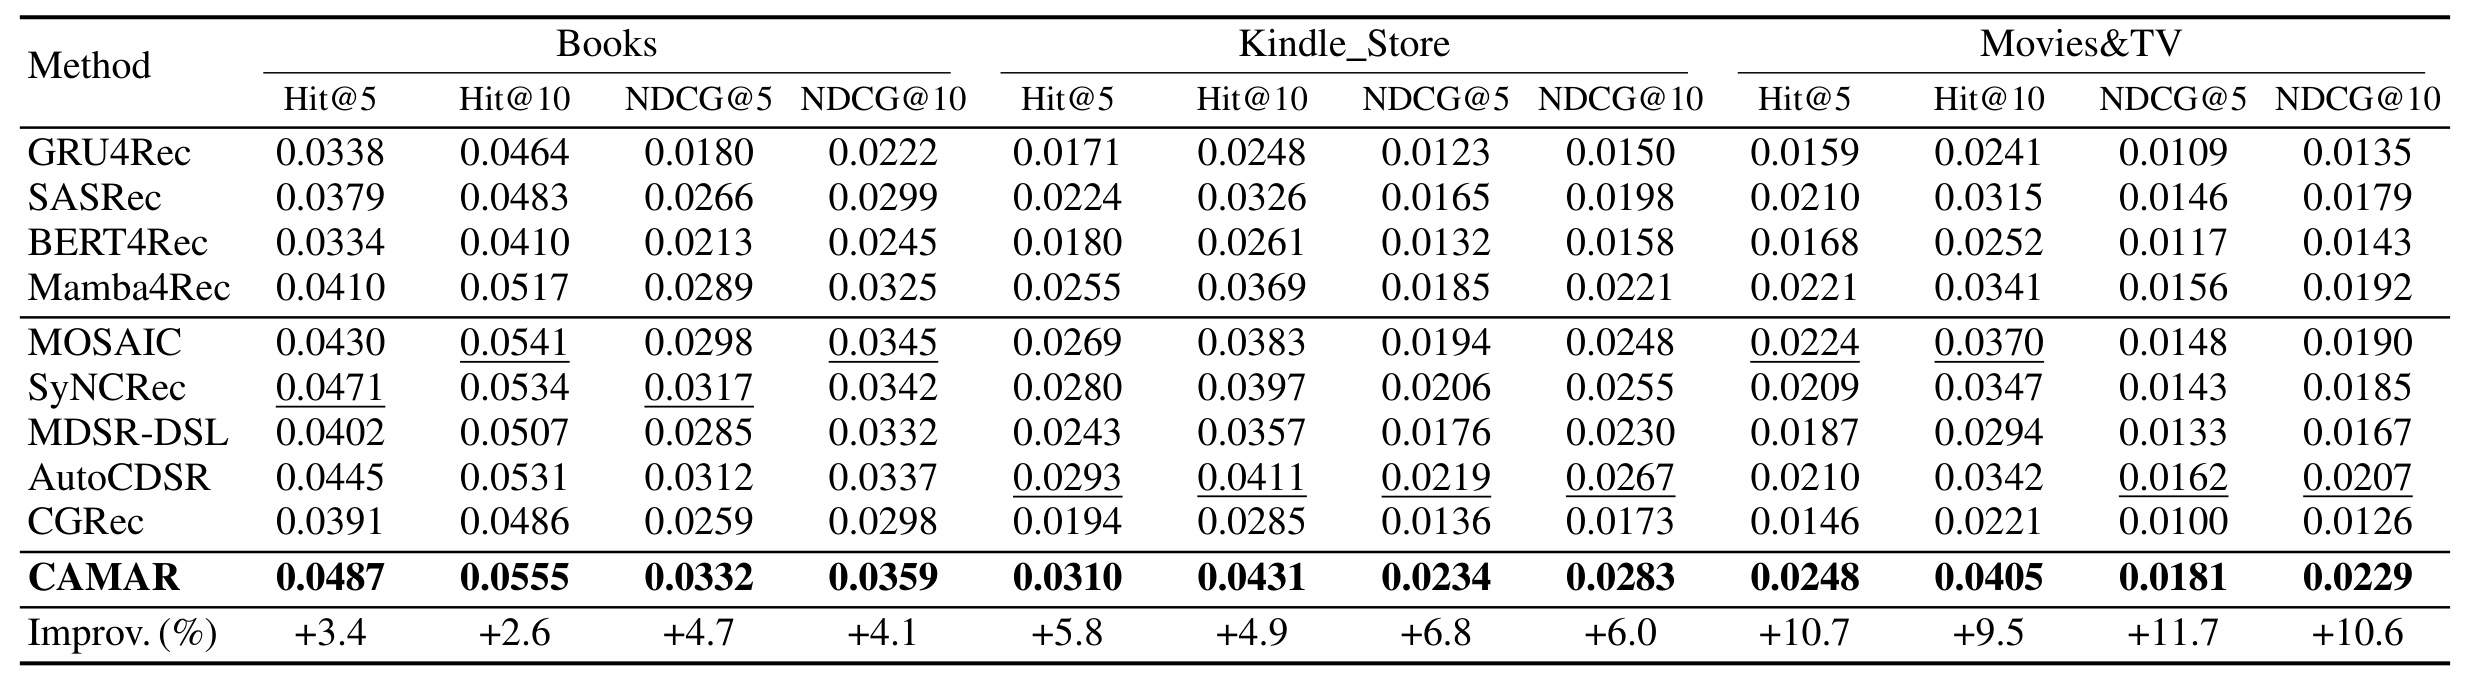 Method Books Kindle_Store Movies&TV
Hit@5 Hit@10 NDCG@5 NDCG@10 Hit@5 Hit@10 NDCG@5 NDCG@10 Hit@5 Hit@10 NDCG@5 NDCG@10
GRU4Rec 0.0338 0.0464 0.0180 0.0222 0.0171 0.0248 0.0123 0.0150 0.0159 0.0241 0.0109 0.0135
SASRec 0.0379 0.0483 0.0266 0.0299 0.0224 0.0326 0.0165 0.0198 0.0210 0.0315 0.0146 0.0179
BERT4Rec 0.0334 0.0410 0.0213 0.0245 0.0180 0.0261 0.0132 0.0158 0.0168 0.0252 0.0117 0.0143
Mamba4Rec 0.0410 0.0517 0.0289 0.0325 0.0255 0.0369 0.0185 0.0221 0.0221 0.0341 0.0156 0.0192
MOSAIC 0.0430 0.0541 0.0298 0.0345 0.0269 0.0383 0.0194 0.0248 0.0224 0.0370 0.0148 0.0190
SyNCRec 0.0471 0.0534 0.0317 0.0342 0.0280 0.0397 0.0206 0.0255 0.0209 0.0347 0.0143 0.0185
MDSR-DSL 0.0402 0.0507 0.0285 0.0332 0.0243 0.0357 0.0176 0.0230 0.0187 0.0294 0.0133 0.0167
AutoCDSR 0.0445 0.0531 0.0312 0.0337 0.0293 0.0411 0.0219 0.0267 0.0210 0.0342 0.0162 0.0207
CGRec 0.0391 0.0486 0.0259 0.0298 0.0194 0.0285 0.0136 0.0173 0.0146 0.0221 0.0100 0.0126
CAMAR 0.0487 0.0555 0.0332 0.0359 0.0310 0.0431 0.0234 0.0283 0.0248 0.0405 0.0181 0.0229
Improv. (%) +3.4 +2.6 +4.7 +4.1 +5.8 +4.9 +6.8 +6.0 +10.7 +9.5 +11.7 +10.6